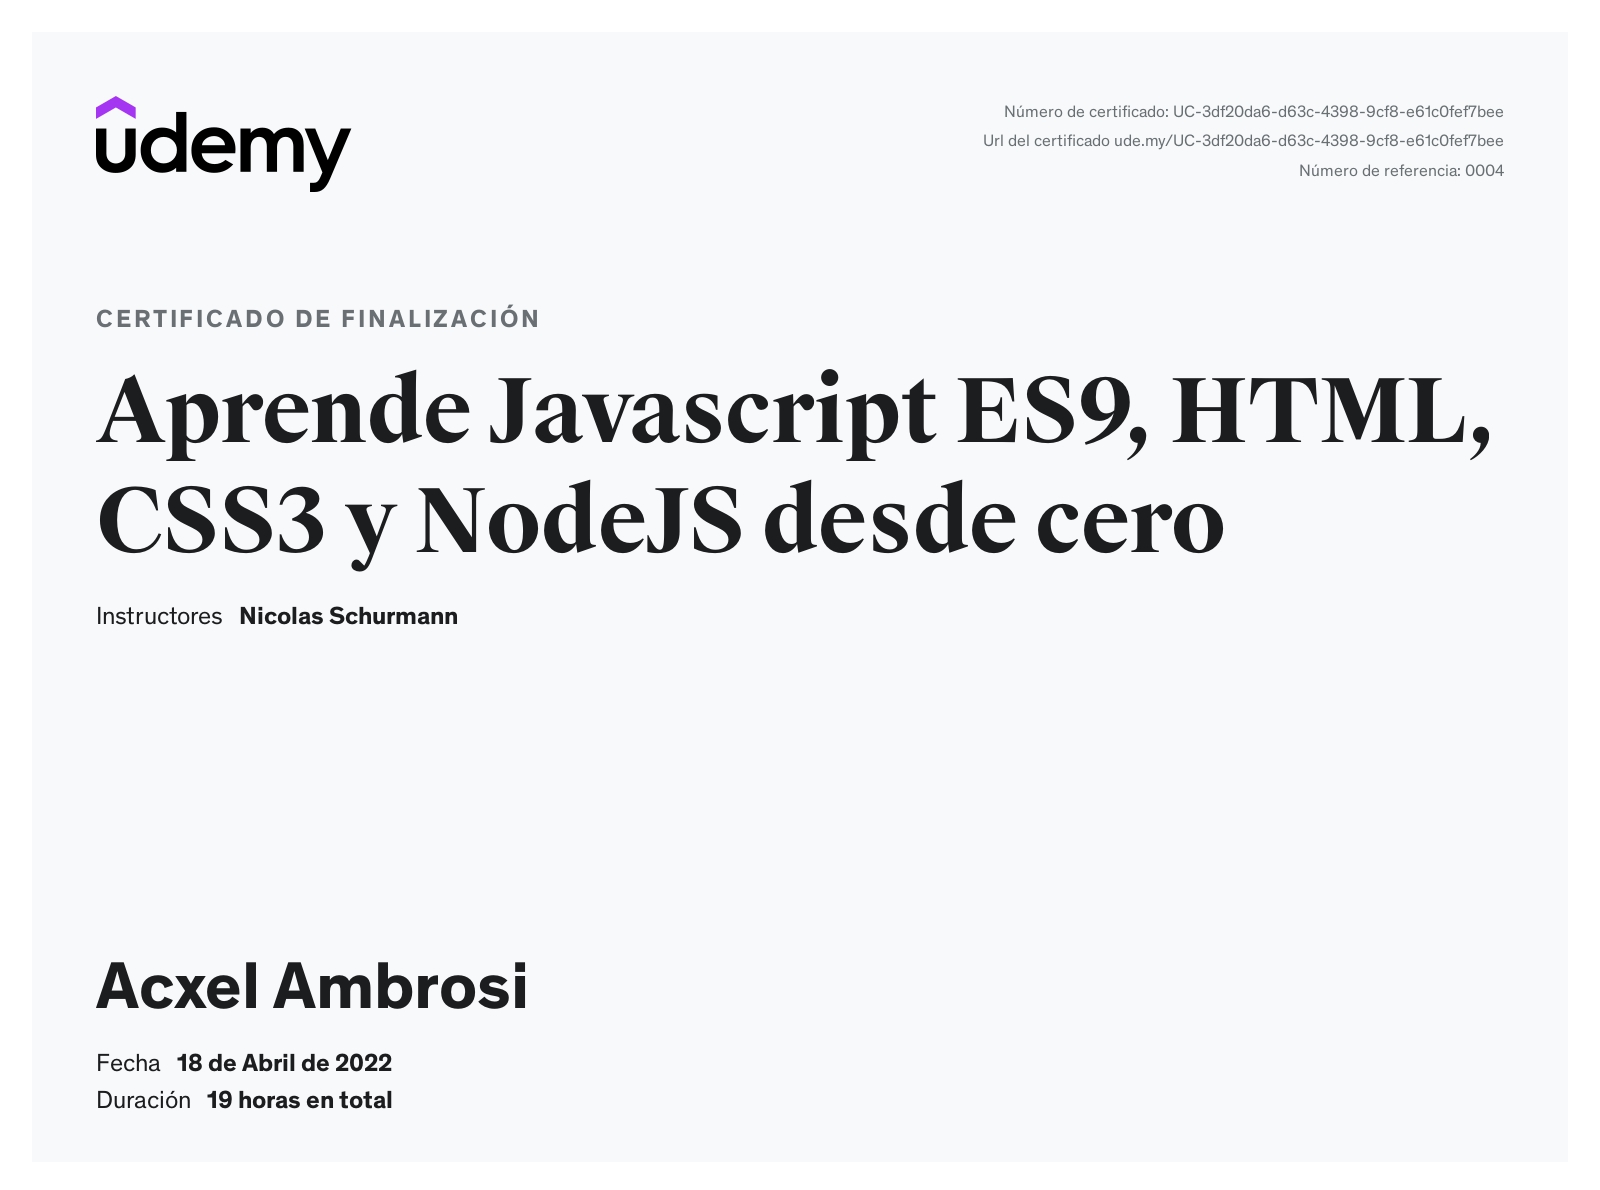 udemy
Número de certificado: UC-3df20da6-d63c-4398-9cf8-e61c0fef7bee
Url del certificado ude.my/UC-3df20da6-d63c-4398-9cf8-e61c0fef7bee
Número de referencia: 0004
CERTIFICADO DE FINALIZACIÓN
Aprende Javascript ES9, HTML,
CSS3 y NodeJS desde cero
Instructores Nicolas Schurmann
Acxel Ambrosi
Fecha 18 de Abril de 2022
Duración 19 horas en total